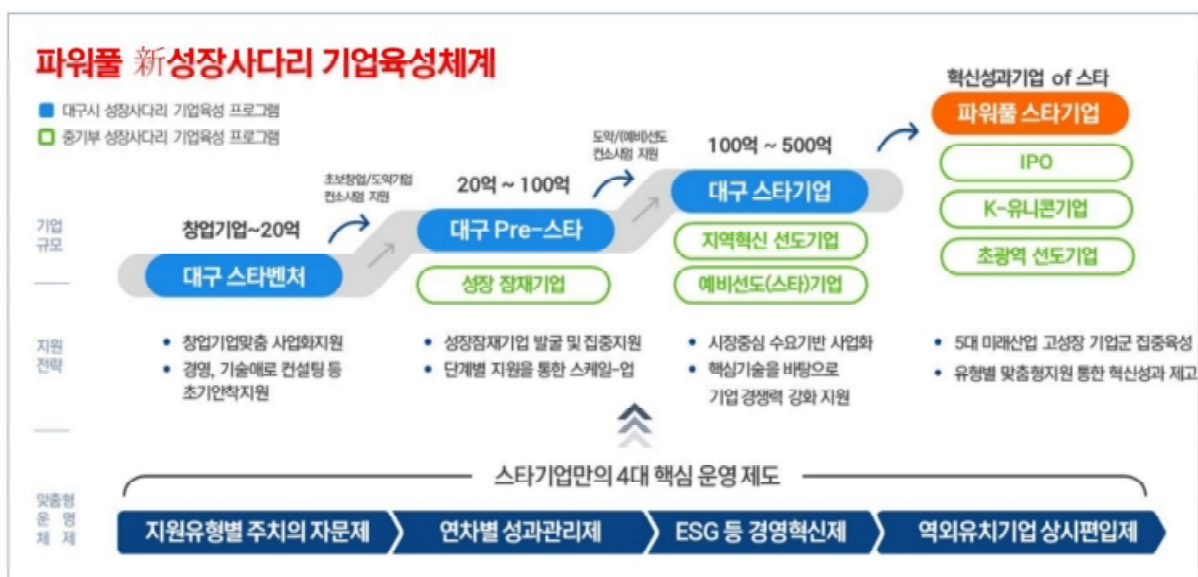 파워풀 新성장사다리 기업육성체계
대구시 성장사다리 기업육성 프로그램
중기부 성장사다리 기업육성 프로그램
기업
규모
창업기업~20억
대구 스타벤처
초보창업/도약기업
컨소시엄 지원
20억 ~ 100억
대구 Pre-스타
성장 잠재기업
도약/(예비)선도
컨소시엄 지원
100억 ~ 500억
대구 스타기업
지역혁신 선도기업
예비선도(스타)기업
혁신성과기업 of 스타
파워풀 스타기업
IPO
K-유니콘기업
초광역 선도기업
지원
전략
• 창업기업맞춤 사업화지원
• 경영, 기술애로 컨설팅 등
초기안착지원
• 성장잠재기업 발굴 및 집중지원
• 단계별 지원을 통한 스케일-업
• 시장중심 수요기반 사업화
• 핵심기술을 바탕으로
기업 경쟁력 강화 지원
• 5대 미래산업 고성장 기업군 집중육성
• 유형별 맞춤형지원 통한 혁신성과 제고
맞춤형
운 영
체 제
스타기업만의 4대 핵심 운영 제도
지원유형별 주치의 자문제
연차별 성과관리제
ESG 등 경영혁신제
역외유치기업 상시편입제